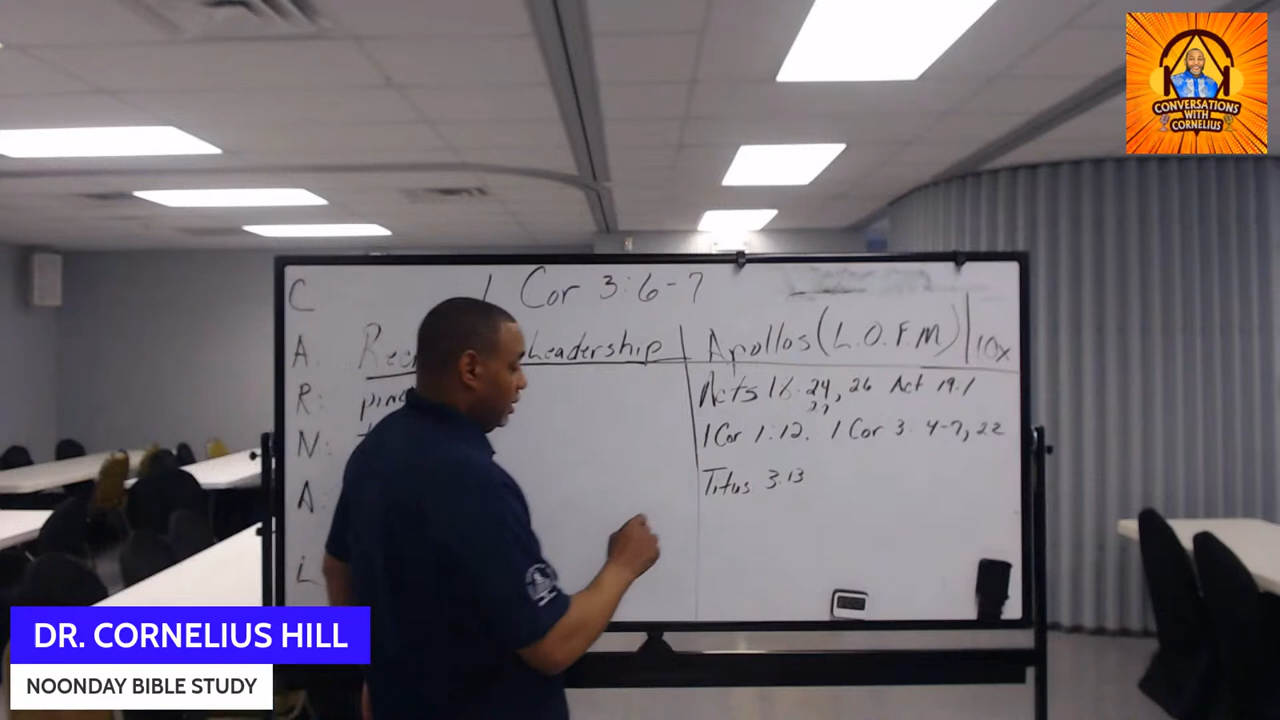 CONVERSATIONS
WITH
CORNELIUS
C 1 Cor 3:6-7
A: Leadership Apollos (L.O.F.M) 10x
R: Acts 18:24, 26 Act 19:1
27
N: 1 Cor 1:12. 1 Cor 3:4-7, 22
A: Titus 3:13
L
DR. CORNELIUS HILL
NOONDAY BIBLE STUDY